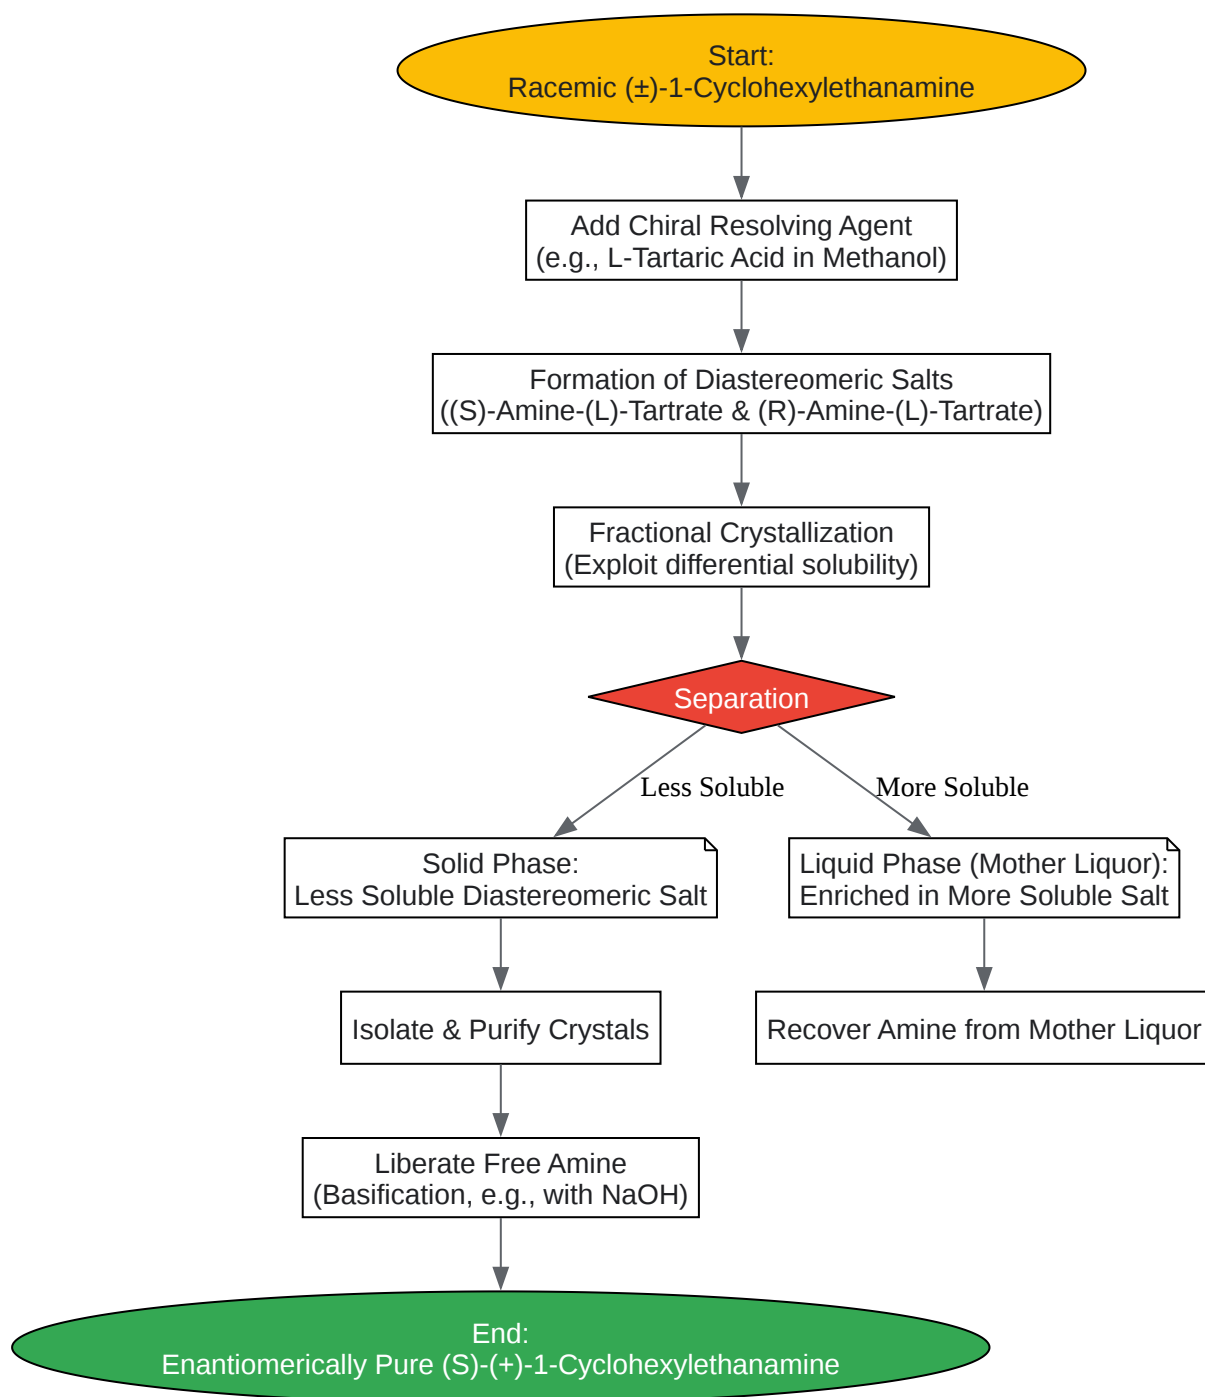 Start:
Racemic (±)-1-Cyclohexylethanamine
Add Chiral Resolving Agent
(e.g., L-Tartaric Acid in Methanol)
Formation of Diastereomeric Salts
((S)-Amine-(L)-Tartrate & (R)-Amine-(L)-Tartrate)
Fractional Crystallization
(Exploit differential solubility)
Separation
Less Soluble
More Soluble
Solid Phase:
Less Soluble Diastereomeric Salt
Liquid Phase (Mother Liquor):
Enriched in More Soluble Salt
Isolate & Purify Crystals
Recover Amine from Mother Liquor
Liberate Free Amine
(Basification, e.g., with NaOH)
End:
Enantiomerically Pure (S)-(+)-1-Cyclohexylethanamine